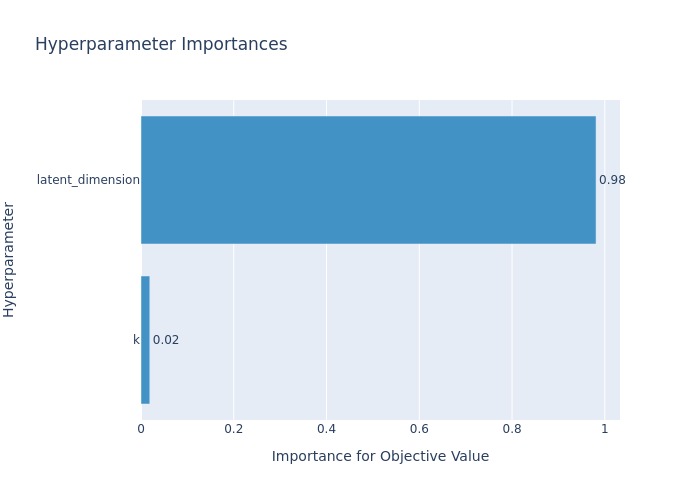 Hyperparameter Importances
Hyperparameter
latent_dimension
0.98
k
0.02
0
0.2
0.4
0.6
0.8
1
Importance for Objective Value